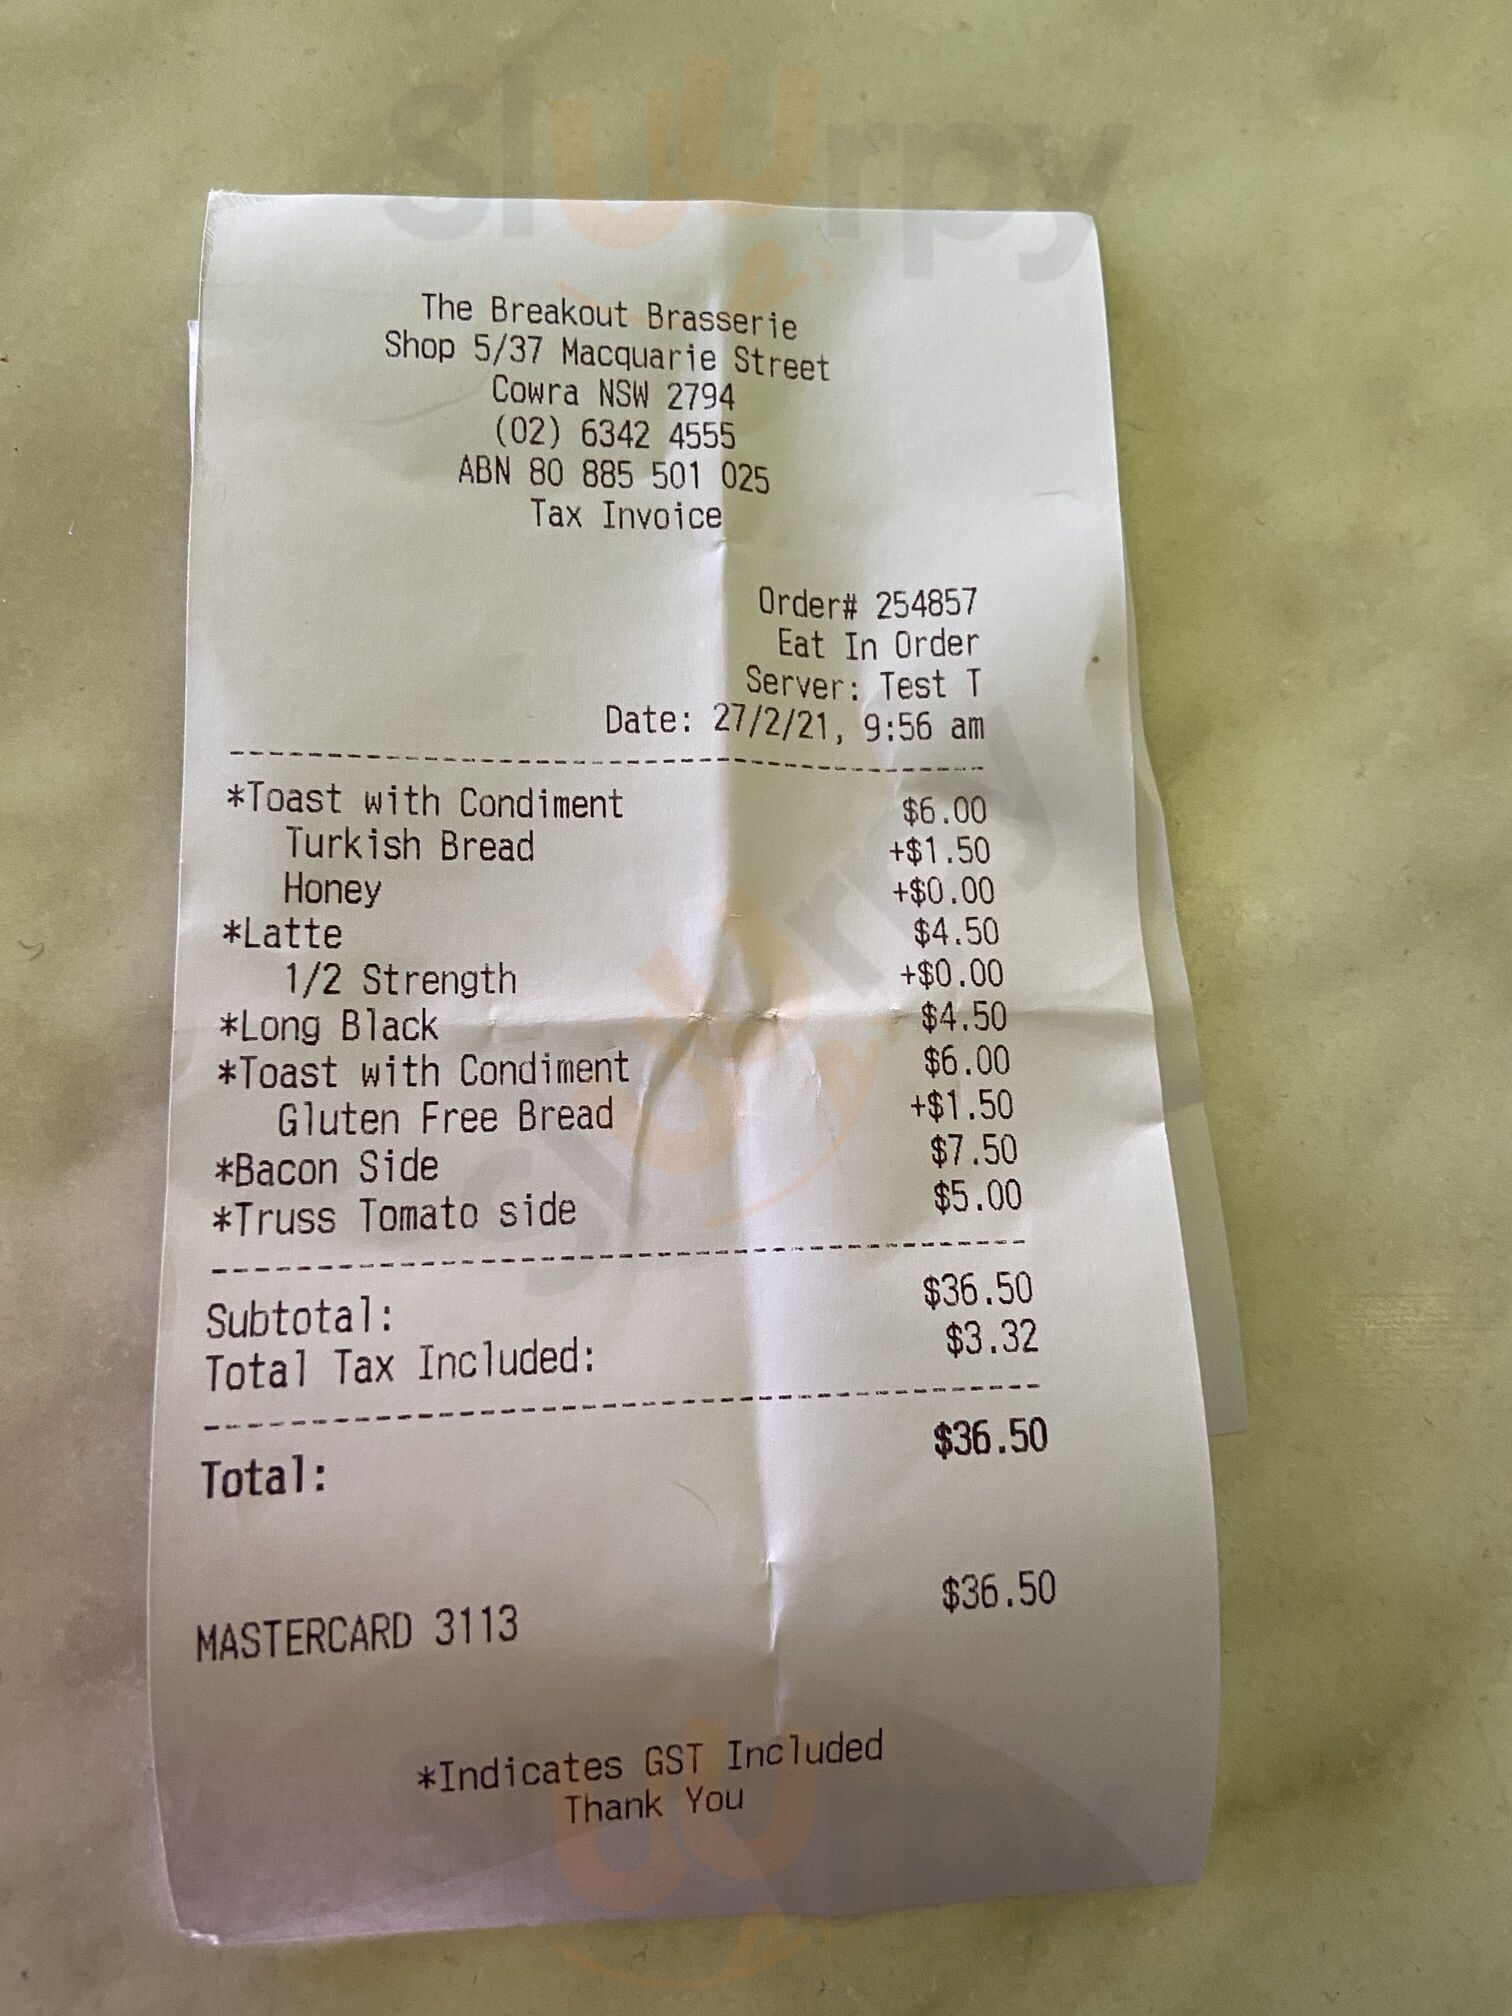 Sluurpy
The Breakout Brasserie
Shop 5/37 Macquarie Street
Cowra NSW 2794
(02) 6342 4555
ABN 80 885 501 025
Tax Invoice
Order# 254857
Eat In Order
Server: Test T
Date: 27/2/21, 9:56 am
*Toast with Condiment $6.00
Turkish Bread +$1.50
Honey +$0.00
*Latte $4.50
1/2 Strength +$0.00
*Long Black $4.50
*Toast with Condiment $6.00
Gluten Free Bread +$1.50
*Bacon Side $7.50
*Truss Tomato side $5.00
Sluurpy
Subtotal: $36.50
Total Tax Included: $3.32
Total: $36.50
MASTERCARD 3113 $36.50
*Indicates GST Included
Thank You
Sluurpy